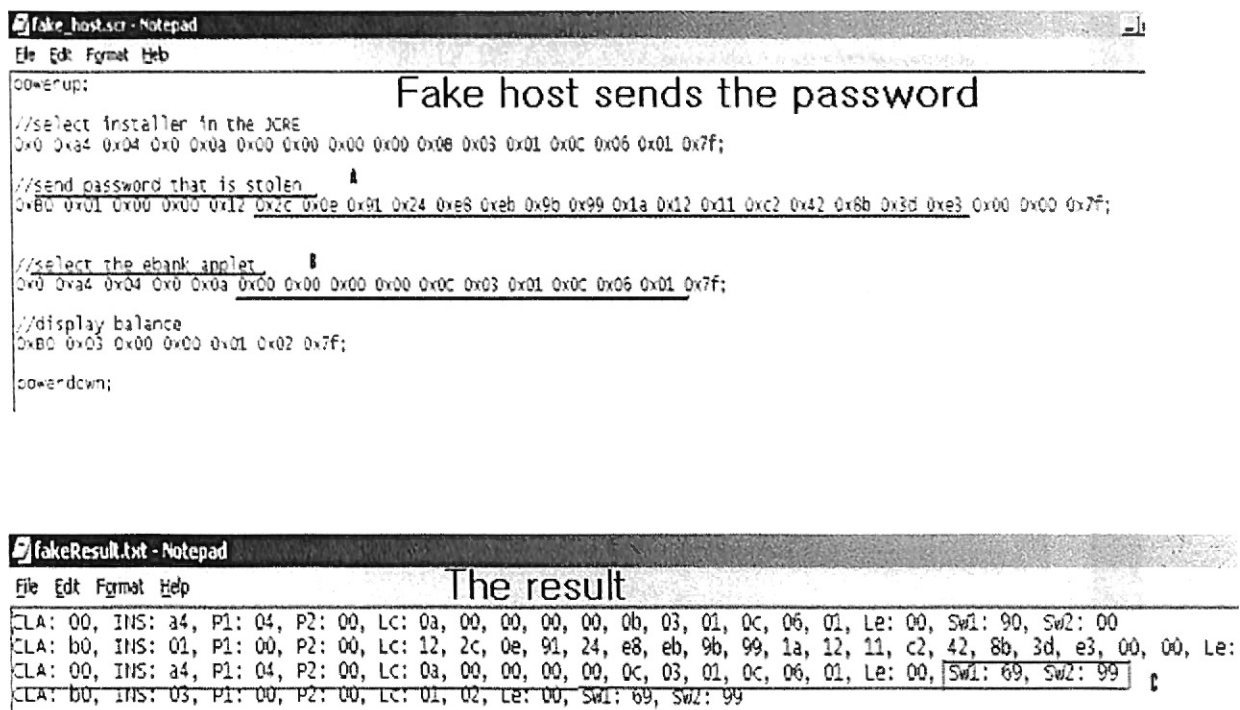 fake_host.scr - Notepad
File Edit Format Help
powerup;
Fake host sends the password
//select installer in the JCRE
0x0 0xa4 0x04 0x0 0x0a 0x00 0x00 0x00 0x00 0x0B 0x03 0x01 0x0C 0x06 0x01 0x7f;
A
//send password that is stolen
0xB0 0x01 0x00 0x00 0x12 0x2c 0x0e 0x91 0x24 0xe8 0xeb 0x9b 0x99 0x1a 0x12 0x11 0xc2 0x42 0x8b 0x3d 0xe3 0x00 0x00 0x7f;
B
//select the ebank applet
0x0 0xa4 0x04 0x0 0x0a 0x00 0x00 0x00 0x00 0x0C 0x03 0x01 0x0C 0x06 0x01 0x7f;
//display balance
0xB0 0x03 0x00 0x00 0x01 0x02 0x7f;
powerdown;
fakeResult.txt - Notepad
File Edit Format Help
The result
CLA: 00, INS: a4, P1: 04, P2: 00, Lc: 0a, 00, 00, 00, 00, 0b, 03, 01, 0c, 06, 01, Le: 00, Sw1: 90, Sw2: 00
CLA: b0, INS: 01, P1: 00, P2: 00, Lc: 12, 2c, 0e, 91, 24, e8, eb, 9b, 99, 1a, 12, 11, c2, 42, 8b, 3d, e3, 00, 00, Le:
CLA: 00, INS: a4, P1: 04, P2: 00, Lc: 0a, 00, 00, 00, 00, 0c, 03, 01, 0c, 06, 01, Le: 00, Sw1: 69, Sw2: 99
C
CLA: b0, INS: 03, P1: 00, P2: 00, Lc: 01, 02, Le: 00, Sw1: 69, Sw2: 99